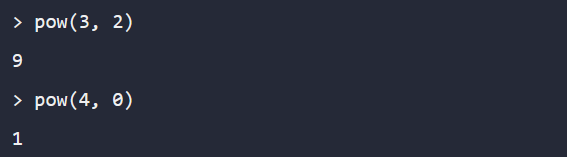 > pow(3, 2)
9
> pow(4, 0)
1